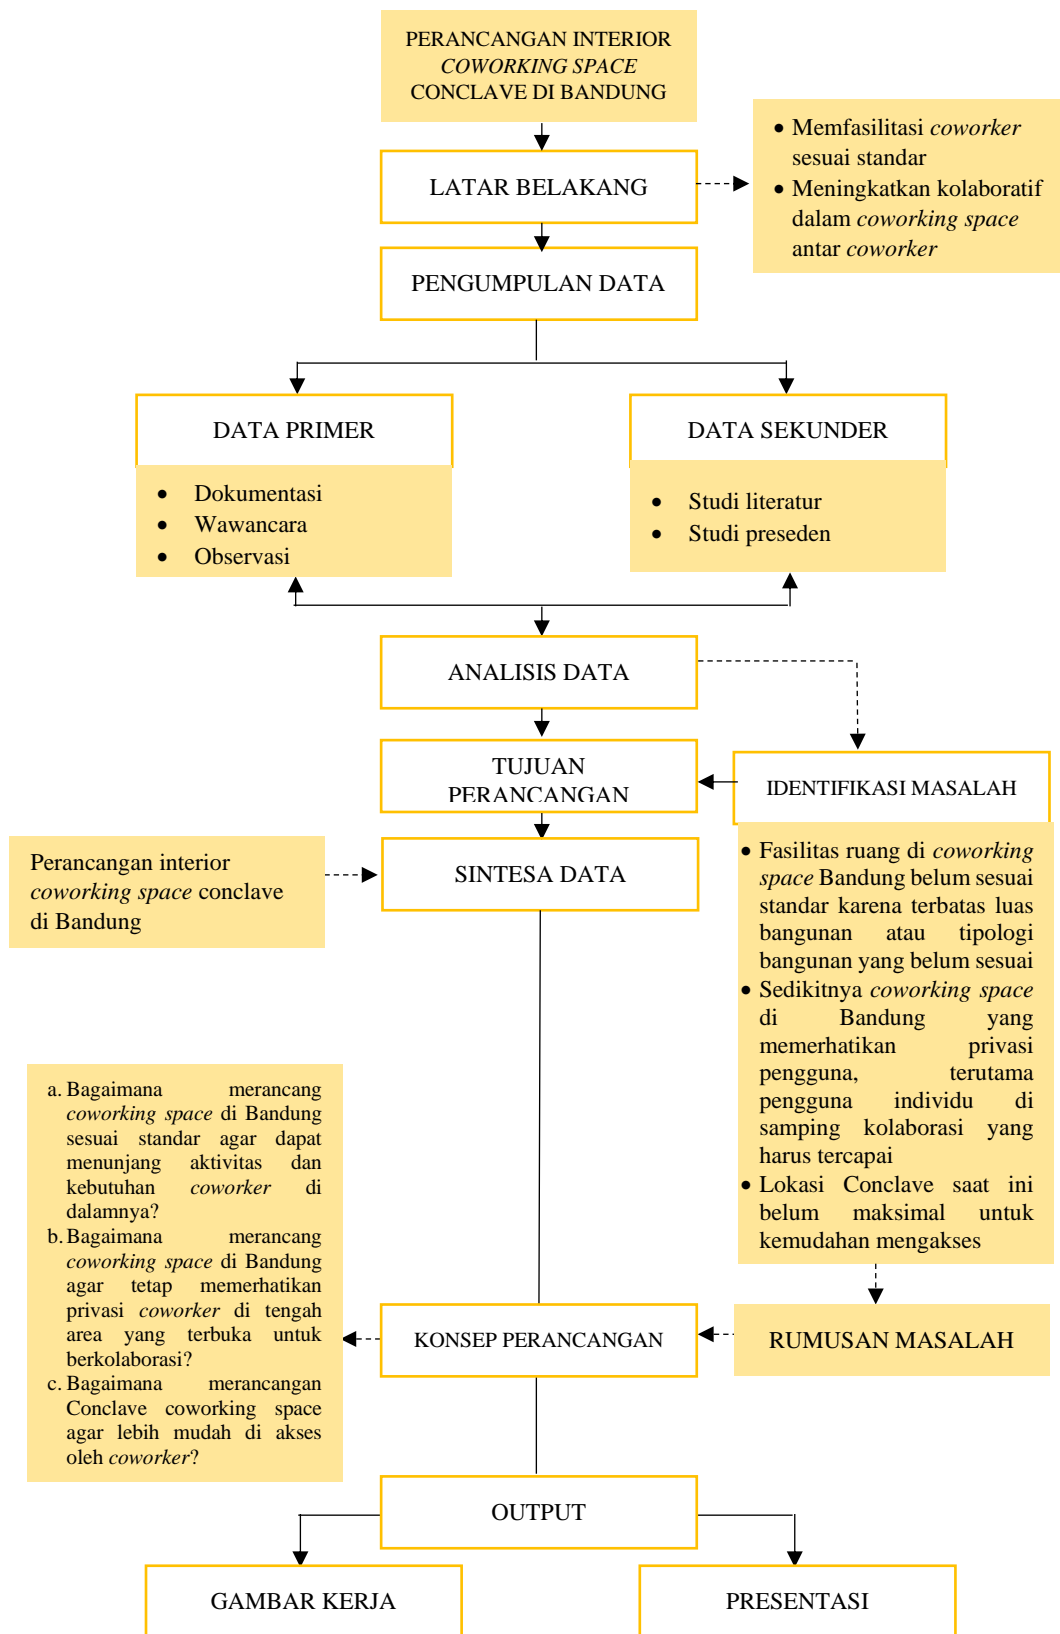 PERANCANGAN INTERIOR
COWORKING SPACE
CONCLAVE DI BANDUNG
• Memfasilitasi coworker
sesuai standar
• Meningkatkan kolaboratif
dalam coworking space
antar coworker
LATAR BELAKANG
PENGUMPULAN DATA
DATA PRIMER
• Dokumentasi
• Wawancara
• Observasi
DATA SEKUNDER
• Studi literatur
• Studi preseden
ANALISIS DATA
TUJUAN
PERANCANGAN
IDENTIFIKASI MASALAH
• Fasilitas ruang di coworking
space Bandung belum sesuai
standar karena terbatas luas
bangunan atau tipologi
bangunan yang belum sesuai
• Sedikitnya coworking space
di Bandung yang
memerhatikan privasi
pengguna, terutama
pengguna individu di
samping kolaborasi yang
harus tercapai
• Lokasi Conclave saat ini
belum maksimal untuk
kemudahan mengakses
Perancangan interior
coworking space conclave
di Bandung
SINTESA DATA
a. Bagaimana merancang
coworking space di Bandung
sesuai standar agar dapat
menunjang aktivitas dan
kebutuhan coworker di
dalamnya?
b. Bagaimana merancang
coworking space di Bandung
agar tetap memerhatikan
privasi coworker di tengah
area yang terbuka untuk
berkolaborasi?
c. Bagaimana merancangan
Conclave coworking space
agar lebih mudah di akses
oleh coworker?
KONSEP PERANCANGAN
RUMUSAN MASALAH
OUTPUT
GAMBAR KERJA
PRESENTASI